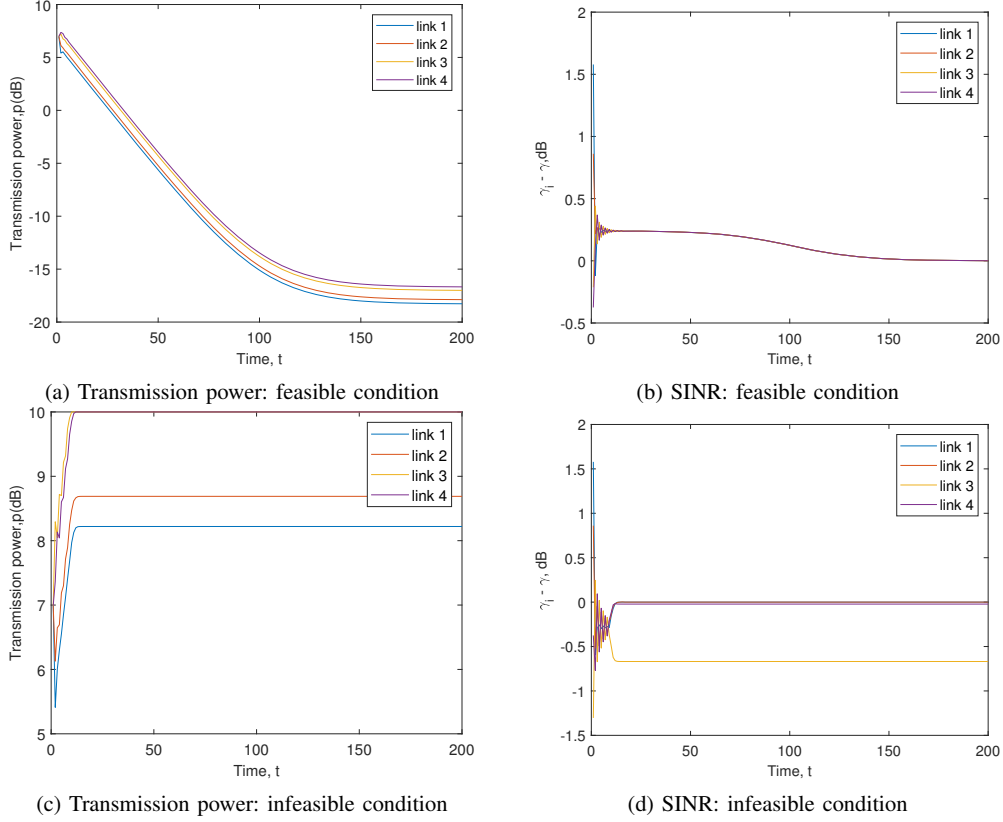 10
5
0
-5
-10
-15
-20
0
50
100
150
200
Transmission power,p(dB)
Time, t
link 1
link 2
link 3
link 4
(a) Transmission power: feasible condition
2
1.5
1
0.5
0
-0.5
0
50
100
150
200
γi - γ,dB
Time, t
link 1
link 2
link 3
link 4
(b) SINR: feasible condition
10
9
8
7
6
5
0
50
100
150
200
Transmission power,p(dB)
Time, t
link 1
link 2
link 3
link 4
(c) Transmission power: infeasible condition
2
1.5
1
0.5
0
-0.5
-1
-1.5
0
50
100
150
200
γi - γ, dB
Time, t
link 1
link 2
link 3
link 4
(d) SINR: infeasible condition